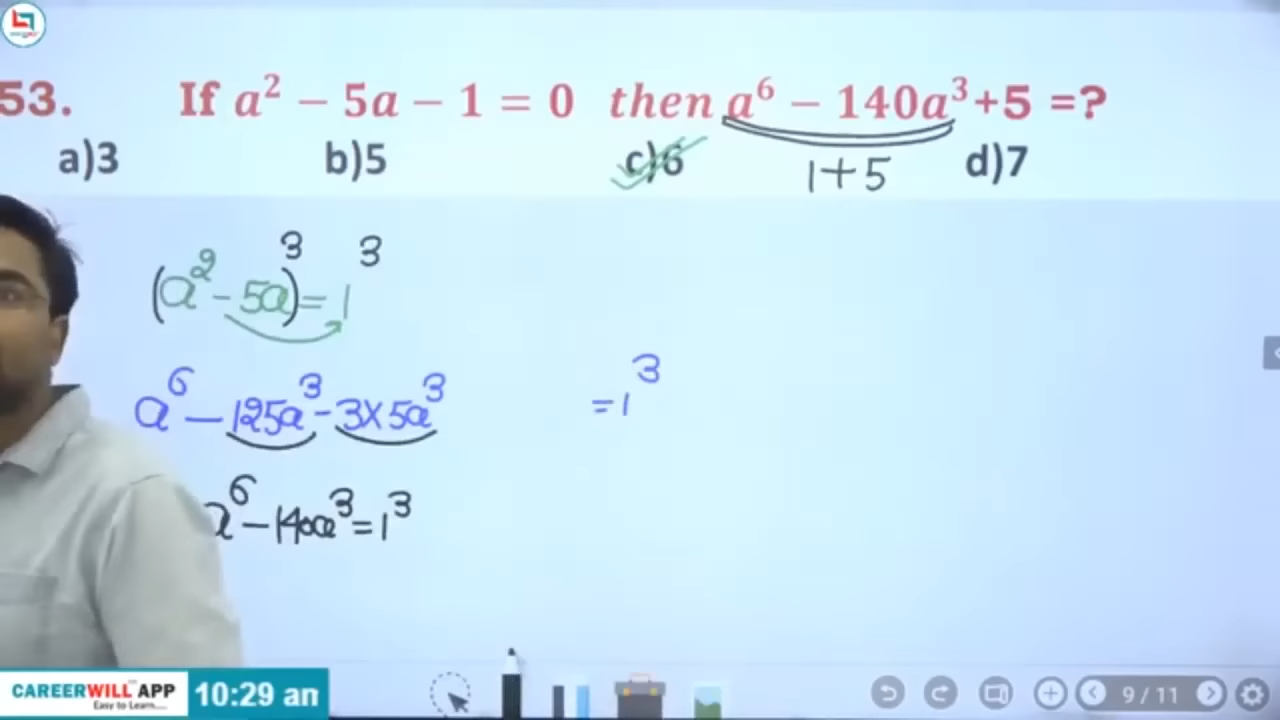 53. If a² − 5a − 1 = 0 then a⁶ − 140a³+5 =?
a)3 b)5 c)6 d)7
1+5
(a² - 5a)³ = 1³
a⁶ — 125a³ - 3×5a³ = 1³
a⁶ - 140a³ = 1³
CAREERWILL APP
Easy to Learn.....
10:29 an
9 / 11